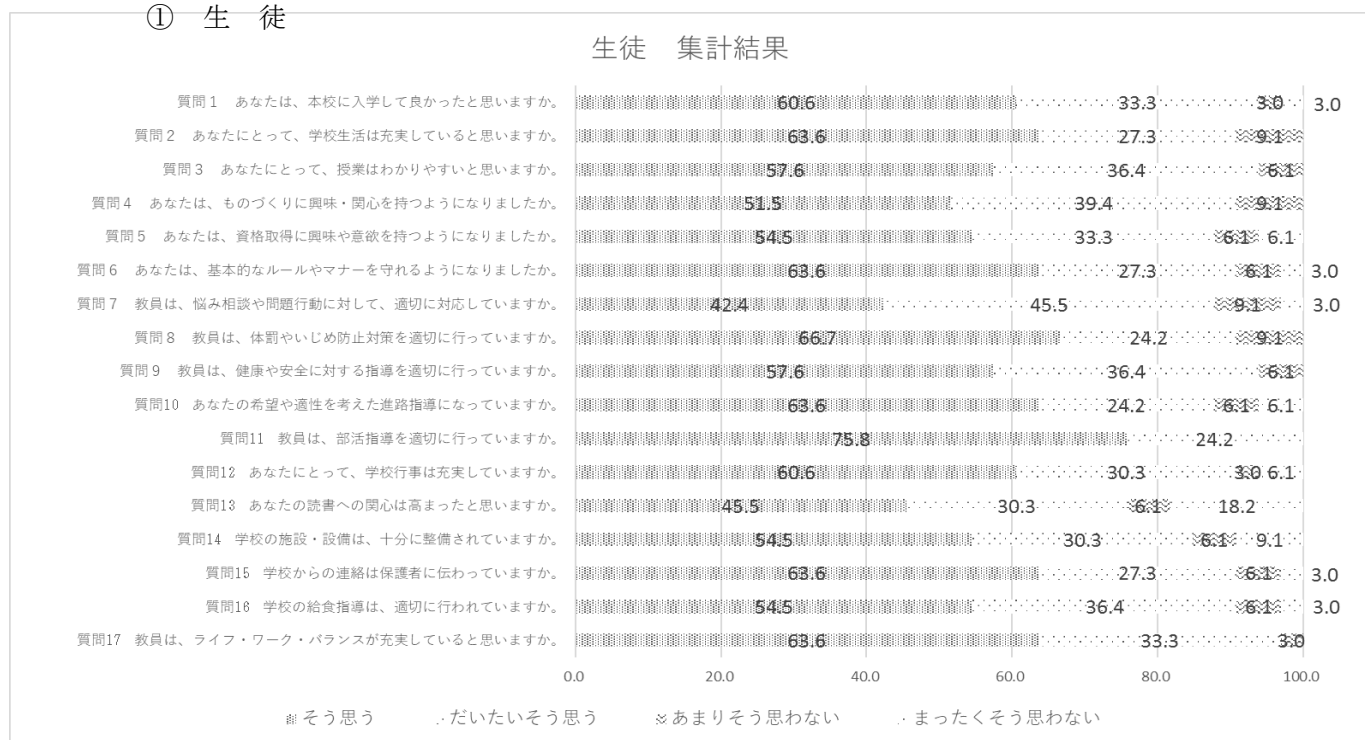 ① 生 徒
生徒 集計結果
質問1 あなたは、本校に入学して良かったと思いますか。 60.6 33.3 3.0 3.0
質問2 あなたにとって、学校生活は充実していると思いますか。 63.6 27.3 9.1
質問3 あなたにとって、授業はわかりやすいと思いますか。 57.6 36.4 6.1
質問4 あなたは、ものづくりに興味・関心を持つようになりましたか。 51.5 39.4 9.1
質問5 あなたは、資格取得に興味や意欲を持つようになりましたか。 54.5 33.3 6.1 6.1
質問6 あなたは、基本的なルールやマナーを守れるようになりましたか。 63.6 27.3 6.1 3.0
質問7 教員は、悩み相談や問題行動に対して、適切に対応していますか。 42.4 45.5 9.1 3.0
質問8 教員は、体罰やいじめ防止対策を適切に行っていますか。 66.7 24.2 9.1
質問9 教員は、健康や安全に対する指導を適切に行っていますか。 57.6 36.4 6.1
質問10 あなたの希望や適性を考えた進路指導になっていますか。 63.6 24.2 6.1 6.1
質問11 教員は、部活指導を適切に行っていますか。 75.8 24.2
質問12 あなたにとって、学校行事は充実していますか。 60.6 30.3 3.0 6.1
質問13 あなたの読書への関心は高まったと思いますか。 45.5 30.3 6.1 18.2
質問14 学校の施設・設備は、十分に整備されていますか。 54.5 30.3 6.1 9.1
質問15 学校からの連絡は保護者に伝わっていますか。 63.6 27.3 6.1 3.0
質問16 学校の給食指導は、適切に行われていますか。 54.5 36.4 6.1 3.0
質問17 教員は、ライフ・ワーク・バランスが充実していると思いますか。 63.6 33.3 3.0
0.0 20.0 40.0 60.0 80.0 100.0
そう思う だいたいそう思う あまりそう思わない まったくそう思わない